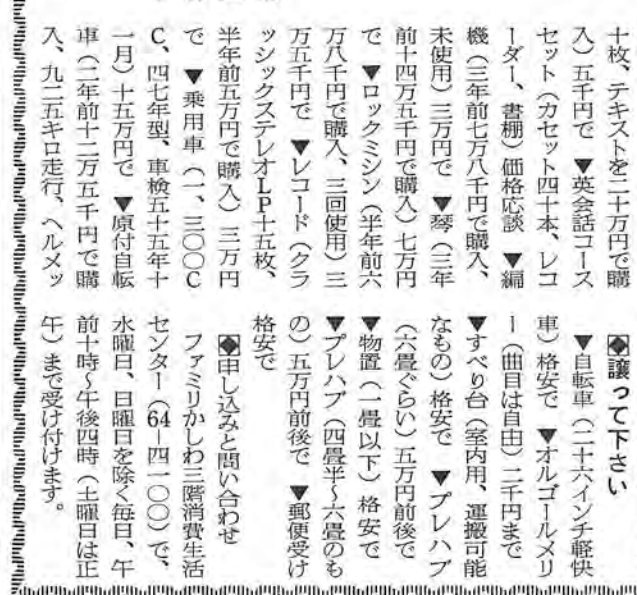 十枚、テキストを二十万円で購
入）五千円で　▼英会話コース
セット（カセット四十本、レコ
ーダー、書棚）価格応談　▼編
機（三年前七万八千円で購入、
未使用）三万円で　▼琴（三年
前十四万五千円で購入）七万円
で　▼ロックミシン（半年前六
万八千円で購入、三回使用）三
万五千円で　▼レコード（クラ
ッシックステレオLP十五枚、
半年前五万円で購入）三万円
で　▼乗用車（一、三〇〇C
C、四七年型、車検五十五年十
一月）十五万円で　▼原付自転
車（二年前十二万五千円で購
入、九二五キロ走行、ヘルメッ
◆譲って下さい
▼自転車（二十六インチ軽快
車）格安で　▼オルゴールメリ
ー（曲目は自由）二千円まで
▼すべり台（室内用、運搬可能
なもの）格安で　▼プレハブ
（六畳ぐらい）五万円前後で
▼物置（一畳以下）格安で
▼プレハブ（四畳半～六畳のも
の）五万円前後で　▼郵便受け
格安で
◆申し込みと問い合わせ
ファミリかしわ三階消費生活
センター（64―四一〇〇）で、
水曜日、日曜日を除く毎日、午
前十時～午後四時（土曜日は正
午）まで受け付けます。